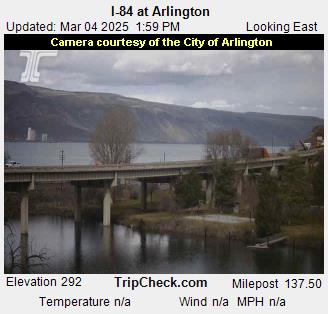 I-84 at Arlington
Updated: Mar 04 2025 1:59 PM Looking East
Camera courtesy of the City of Arlington
Elevation 292 TripCheck.com Milepost 137.50
Temperature n/a Wind n/a MPH n/a